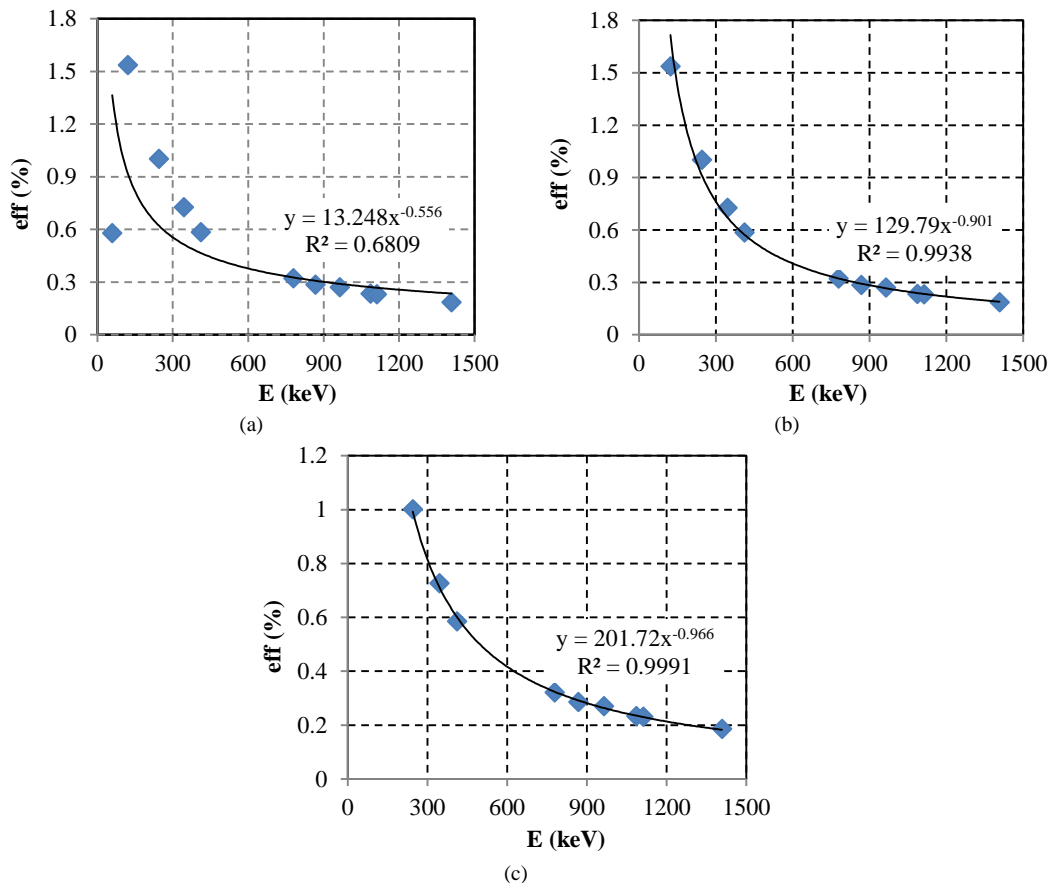 1.8
1.5
1.2
0.9
0.6
0.3
0
eff (%)
y = 13.248x^-0.556
R² = 0.6809
0 300 600 900 1200 1500
E (keV)
(a)
1.8
1.5
1.2
0.9
0.6
0.3
0
eff (%)
y = 129.79x^-0.901
R² = 0.9938
0 300 600 900 1200 1500
E (keV)
(b)
1.2
1
0.8
0.6
0.4
0.2
0
eff (%)
y = 201.72x^-0.966
R² = 0.9991
0 300 600 900 1200 1500
E (keV)
(c)